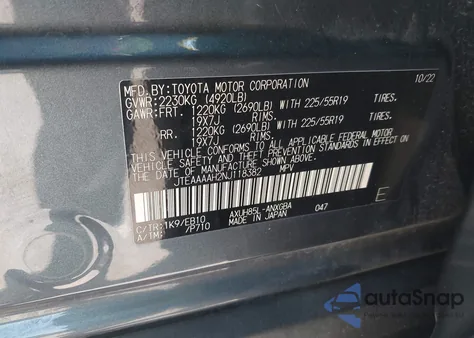 MFD. BY:TOYOTA MOTOR CORPORATION 10/22
GVWR:2230KG (4920LB)
GAWR:FRT. 1220KG (2690LB) WITH 225/55R19 TIRES.
19X7J RIMS.
RR. 1220KG (2690LB) WITH 225/55R19 TIRES.
19X7J RIMS.
THIS VEHICLE CONFORMS TO ALL APPLICABLE FEDERAL MOTOR
VEHICLE SAFETY, BUMPER, AND THEFT PREVENTION STANDARDS IN EFFECT
ON THE DATE OF MANUFACTURE SHOWN ABOVE.
JTEAAAAH2NJ118382 MPV
C/TR:1K9/EB10 AXUH85L-ANXGBA 047
A/TM: /P710 MADE IN JAPAN
E
autoSnap